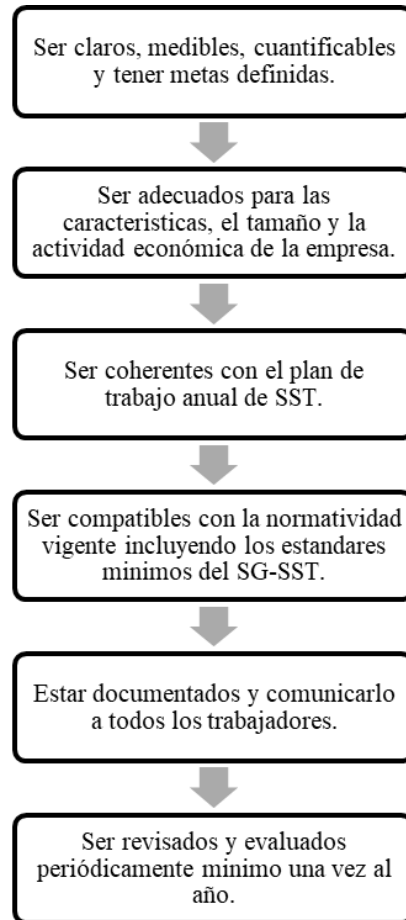 Ser claros, medibles, cuantificables
y tener metas definidas.
Ser adecuados para las
caracteristicas, el tamaño y la
actividad económica de la empresa.
Ser coherentes con el plan de
trabajo anual de SST.
Ser compatibles con la normatividad
vigente incluyendo los estandares
minimos del SG-SST.
Estar documentados y comunicarlo
a todos los trabajadores.
Ser revisados y evaluados
periódicamente minimo una vez al
año.